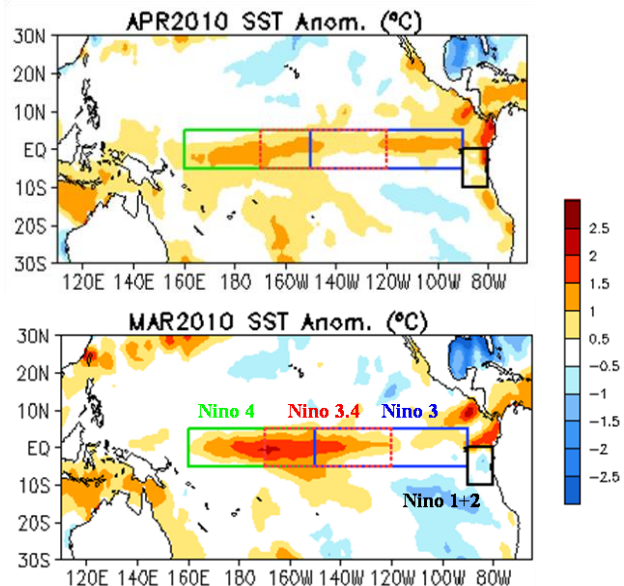 APR2010 SST Anom. (°C)
30N
20N
10N
EQ
10S
20S
30S
120E 140E 160E 180 160W 140W 120W 100W 80W
MAR2010 SST Anom. (°C)
30N
20N
10N
EQ
10S
20S
30S
Nino 4 Nino 3.4 Nino 3
Nino 1+2
120E 140E 160E 180 160W 140W 120W 100W 80W
2.5
2
1.5
1
0.5
-0.5
-1
-1.5
-2
-2.5